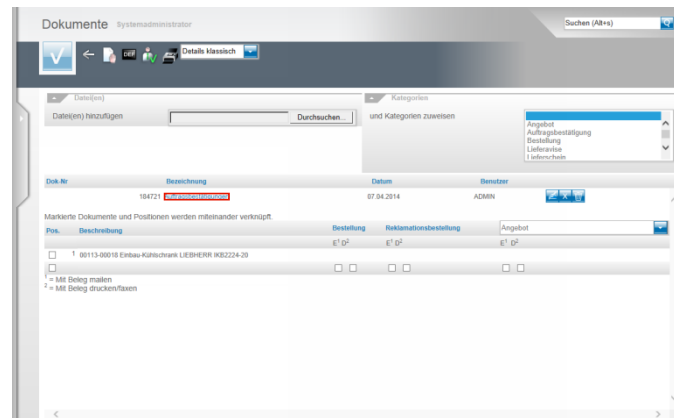 Dokumente Systemadministrator
Suchen (Alt+s)
DEF
Details klassisch
Datei(en)
Kategorien
Datei(en) hinzufügen
Durchsuchen...
und Kategorien zuweisen
Angebot
Auftragsbestätigung
Bestellung
Lieferavise
Lieferschein
Dok-Nr Bezeichnung Datum Benutzer
184721 Auftragsbestätigungen 07.04.2014 ADMIN
Markierte Dokumente und Positionen werden miteinander verknüpft.
Pos. Beschreibung Bestellung Reklamationsbestellung Angebot
E1 D2 E1 D2 E1 D2
1 00113-00018 Einbau-Kühlschrank LIEBHERR IKB2224-20
1 = Mit Beleg mailen
2 = Mit Beleg drucken/faxen